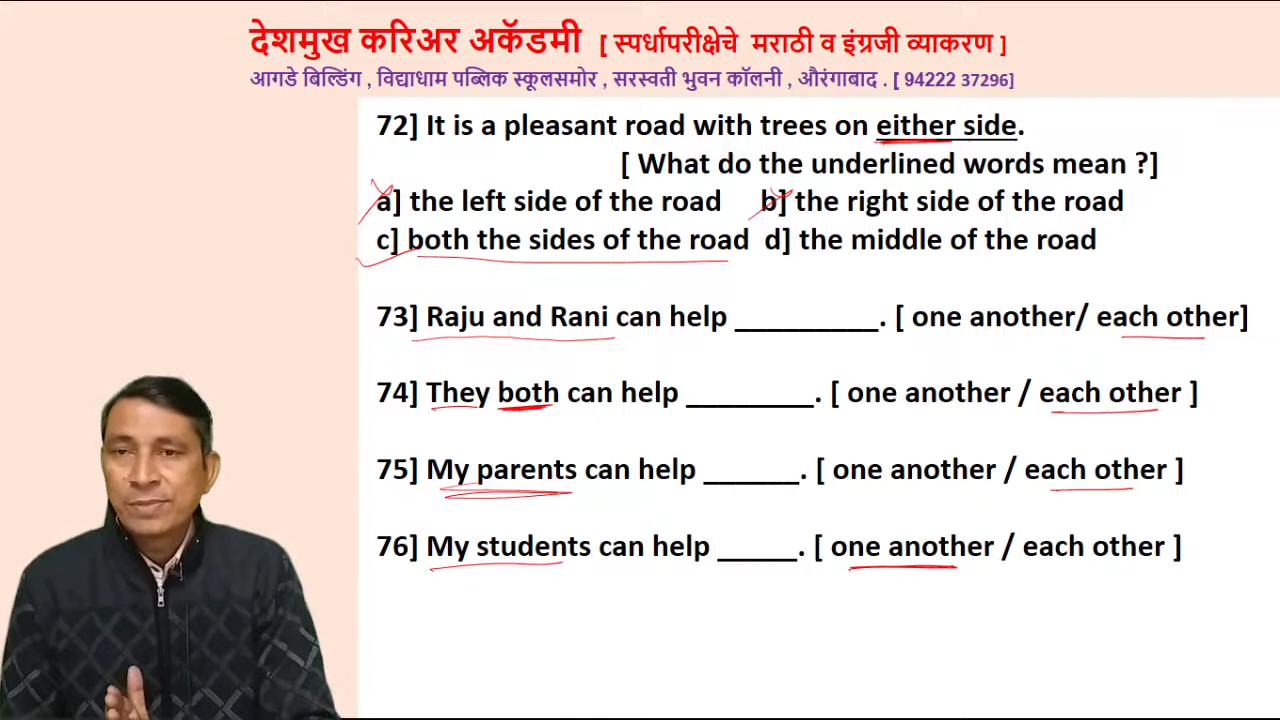 देशमुख करिअर अकॅडमी [ स्पर्धापरीक्षेचे मराठी व इंग्रजी व्याकरण ]
आगडे बिल्डिंग , विद्याधाम पब्लिक स्कूलसमोर , सरस्वती भुवन कॉलनी , औरंगाबाद . [ 94222 37296]
72] It is a pleasant road with trees on either side.
[ What do the underlined words mean ?]
a] the left side of the road b] the right side of the road
c] both the sides of the road d] the middle of the road
73] Raju and Rani can help _________. [ one another/ each other]
74] They both can help ________. [ one another / each other ]
75] My parents can help ______. [ one another / each other ]
76] My students can help _____. [ one another / each other ]